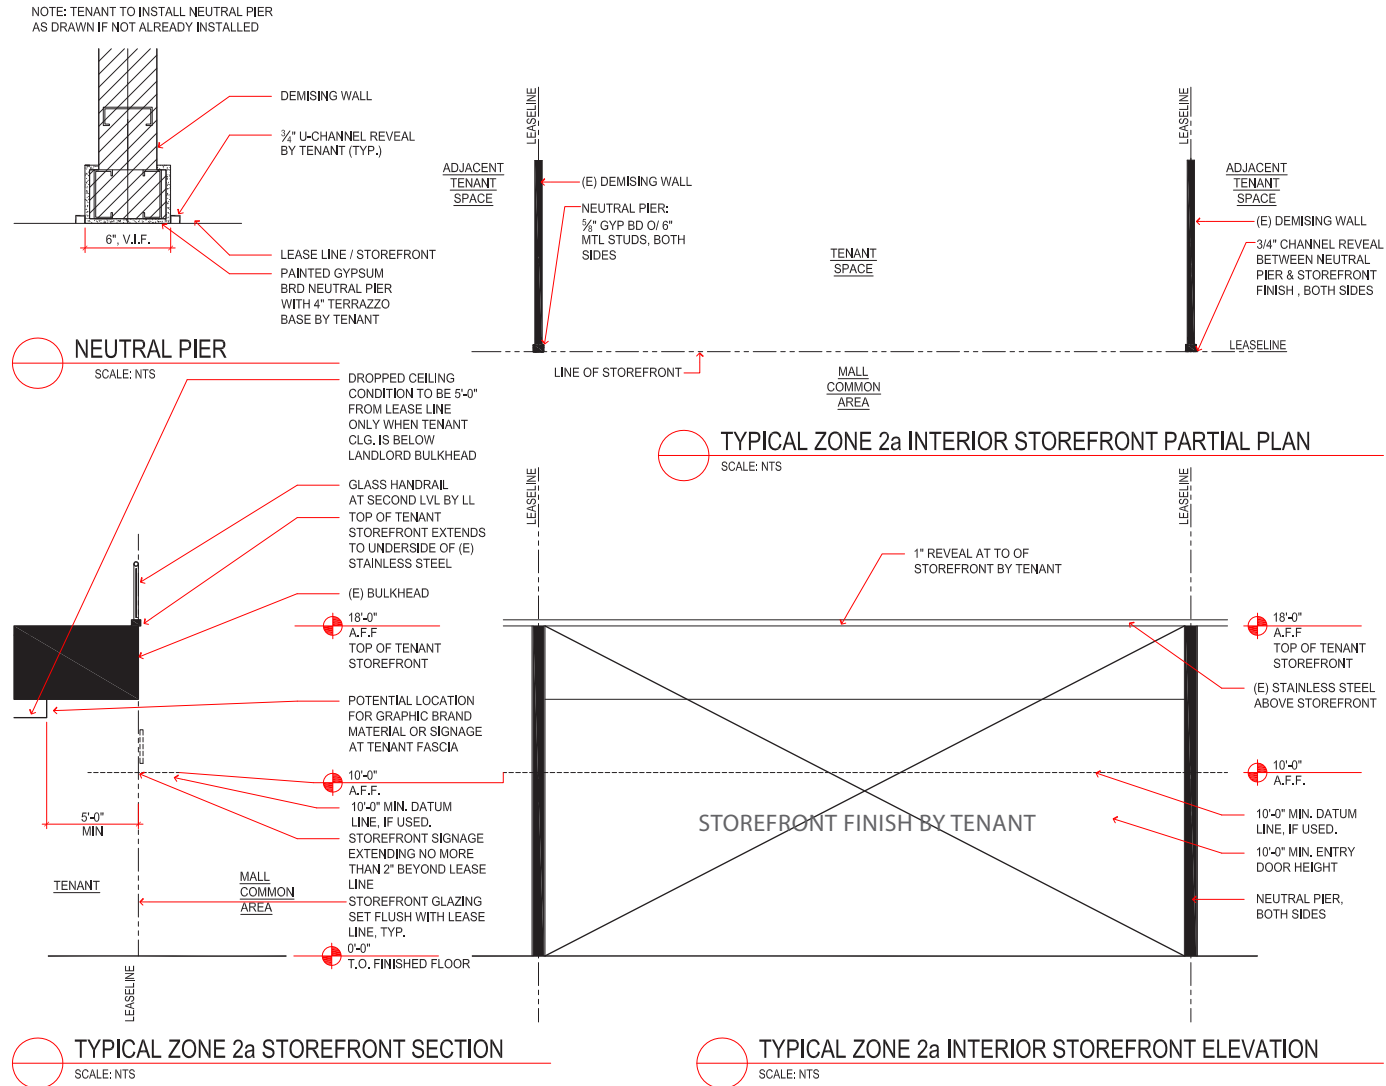 NOTE: TENANT TO INSTALL NEUTRAL PIER
AS DRAWN IF NOT ALREADY INSTALLED
DEMISING WALL
3/4" U-CHANNEL REVEAL
BY TENANT (TYP.)
6", V.I.F.
LEASE LINE / STOREFRONT
PAINTED GYPSUM
BRD NEUTRAL PIER
WITH 4" TERRAZZO
BASE BY TENANT
NEUTRAL PIER
SCALE: NTS
LEASELINE
LEASELINE
ADJACENT
TENANT
SPACE
(E) DEMISING WALL
NEUTRAL PIER:
5/8" GYP BD O/ 6"
MTL STUDS, BOTH
SIDES
TENANT
SPACE
ADJACENT
TENANT
SPACE
(E) DEMISING WALL
3/4" CHANNEL REVEAL
BETWEEN NEUTRAL
PIER & STOREFRONT
FINISH , BOTH SIDES
LEASELINE
LINE OF STOREFRONT
MALL
COMMON
AREA
TYPICAL ZONE 2a INTERIOR STOREFRONT PARTIAL PLAN
SCALE: NTS
DROPPED CEILING
CONDITION TO BE 5'-0"
FROM LEASE LINE
ONLY WHEN TENANT
CLG. IS BELOW
LANDLORD BULKHEAD
GLASS HANDRAIL
AT SECOND LVL BY LL
TOP OF TENANT
STOREFRONT EXTENDS
TO UNDERSIDE OF (E)
STAINLESS STEEL
(E) BULKHEAD
18'-0"
A.F.F
TOP OF TENANT
STOREFRONT
POTENTIAL LOCATION
FOR GRAPHIC BRAND
MATERIAL OR SIGNAGE
AT TENANT FASCIA
10'-0"
A.F.F.
10'-0" MIN. DATUM
LINE, IF USED.
STOREFRONT SIGNAGE
EXTENDING NO MORE
THAN 2" BEYOND LEASE
LINE
STOREFRONT GLAZING
SET FLUSH WITH LEASE
LINE, TYP.
0'-0"
T.O. FINISHED FLOOR
5'-0"
MIN
TENANT
MALL
COMMON
AREA
LEASELINE
TYPICAL ZONE 2a STOREFRONT SECTION
SCALE: NTS
LEASELINE
LEASELINE
1" REVEAL AT TO OF
STOREFRONT BY TENANT
18'-0"
A.F.F
TOP OF TENANT
STOREFRONT
(E) STAINLESS STEEL
ABOVE STOREFRONT
10'-0"
A.F.F.
STOREFRONT FINISH BY TENANT
10'-0" MIN. DATUM
LINE, IF USED.
10'-0" MIN. ENTRY
DOOR HEIGHT
NEUTRAL PIER,
BOTH SIDES
TYPICAL ZONE 2a INTERIOR STOREFRONT ELEVATION
SCALE: NTS